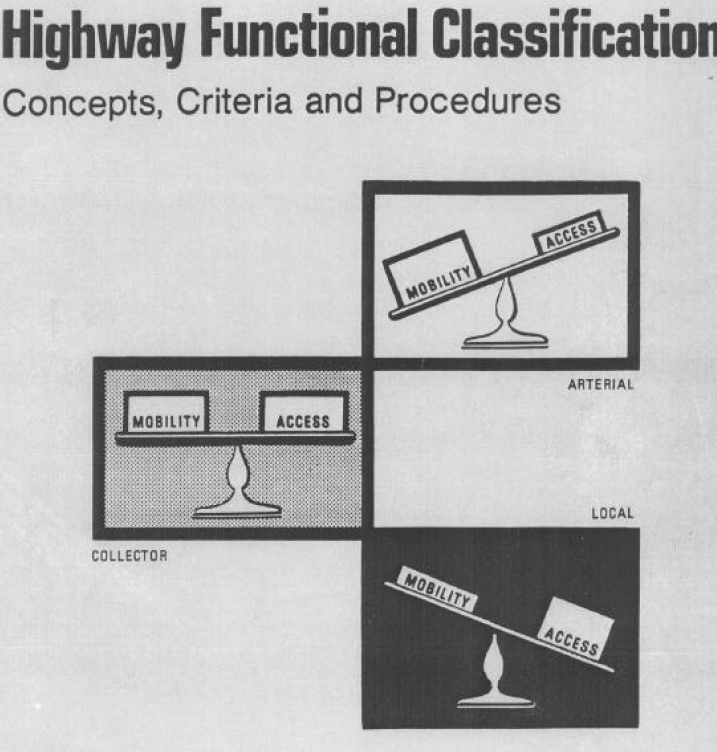 Highway Functional Classification
Concepts, Criteria and Procedures
MOBILITY
ACCESS
ARTERIAL
MOBILITY
ACCESS
COLLECTOR
LOCAL
MOBILITY
ACCESS